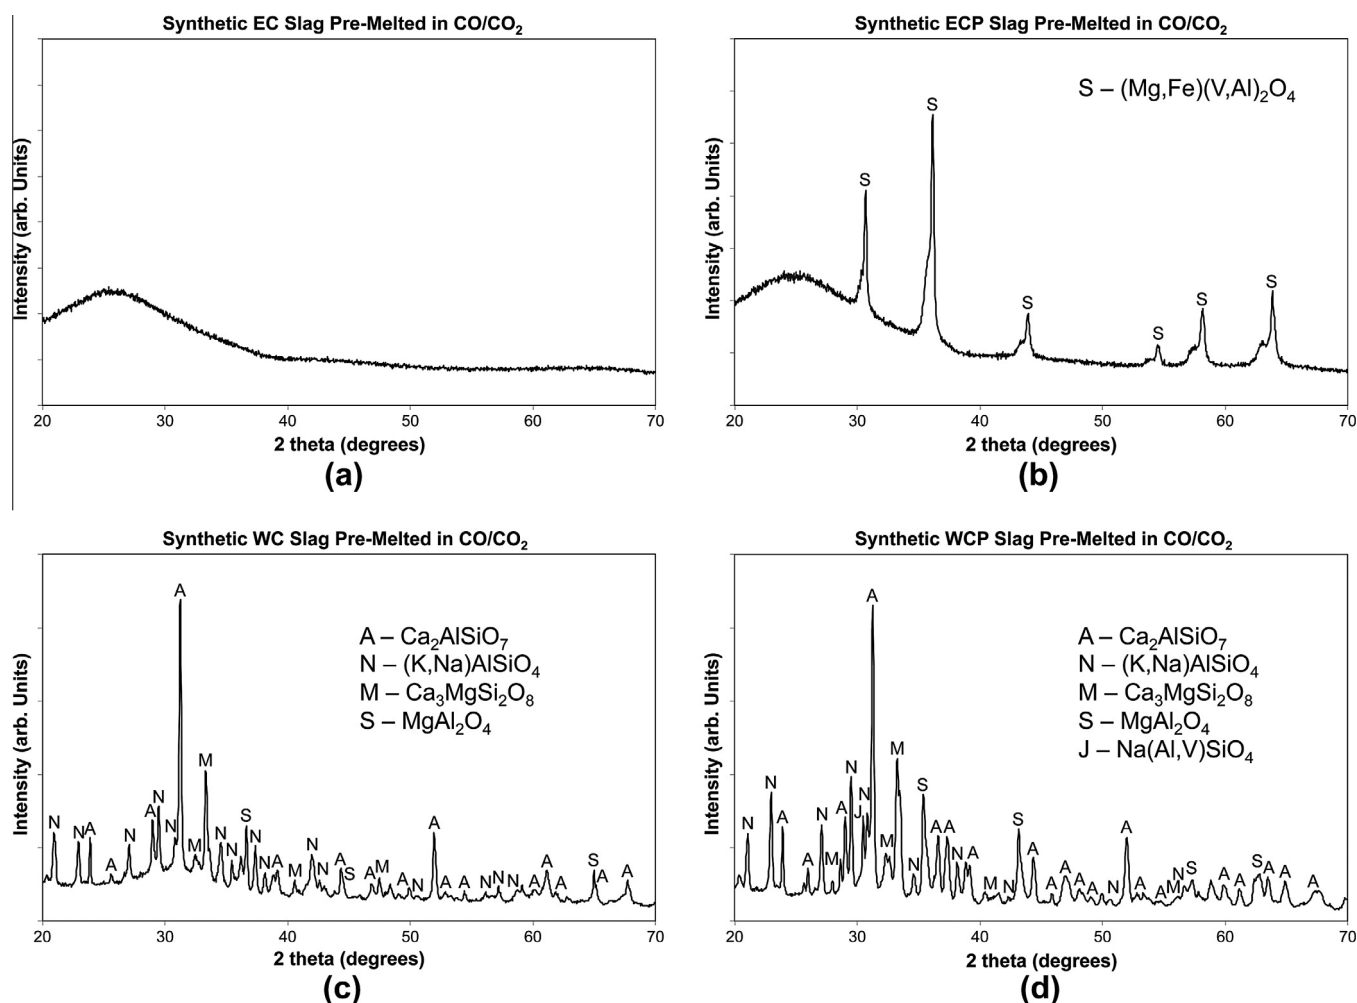 Synthetic EC Slag Pre-Melted in CO/CO₂
Intensity (arb. Units)
20 30 40 50 60 70
2 theta (degrees)
(a)
Synthetic ECP Slag Pre-Melted in CO/CO₂
S – (Mg,Fe)(V,Al)₂O₄
S S S S S S
Intensity (arb. Units)
20 30 40 50 60 70
2 theta (degrees)
(b)
Synthetic WC Slag Pre-Melted in CO/CO₂
A – Ca₂AlSiO₇
N – (K,Na)AlSiO₄
M – Ca₃MgSi₂O₈
S – MgAl₂O₄
N N A A N A N N A M M N N S N N N A M N N A S A M A N A A N N N A A S A
Intensity (arb. Units)
20 30 40 50 60 70
2 theta (degrees)
(c)
Synthetic WCP Slag Pre-Melted in CO/CO₂
A – Ca₂AlSiO₇
N – (K,Na)AlSiO₄
M – Ca₃MgSi₂O₈
S – MgAl₂O₄
J – Na(Al,V)SiO₄
N N A A N M A N J N A M M N S A A N A M N S A A A A A N A A M N S A S A A A
Intensity (arb. Units)
20 30 40 50 60 70
2 theta (degrees)
(d)